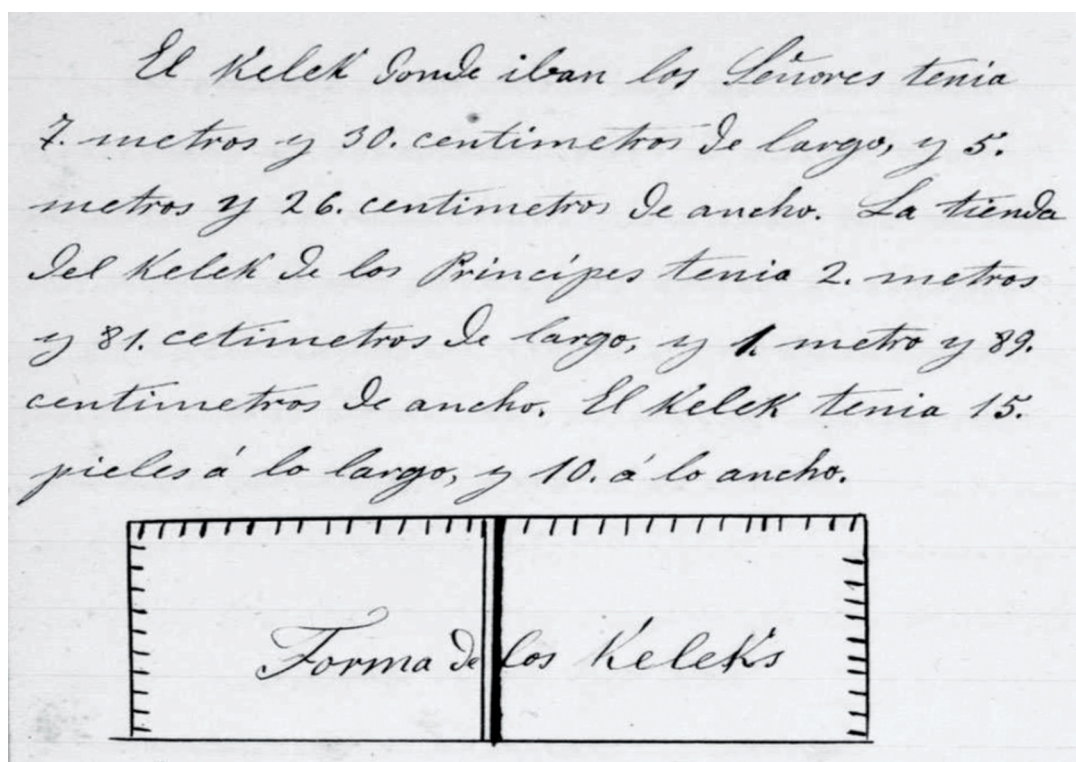 El Kelek donde iban los Señores tenia
7. metros y 30. centimetros de largo, y 5.
metros y 26. centimetros de ancho. La tienda
del Kelek de los Principes tenia 2. metros
y 81. cetimetros de largo, y 1. metro y 89.
centimetros de ancho. El Kelek tenia 15.
pieles á lo largo, y 10. á lo ancho.
Forma de los Keleks